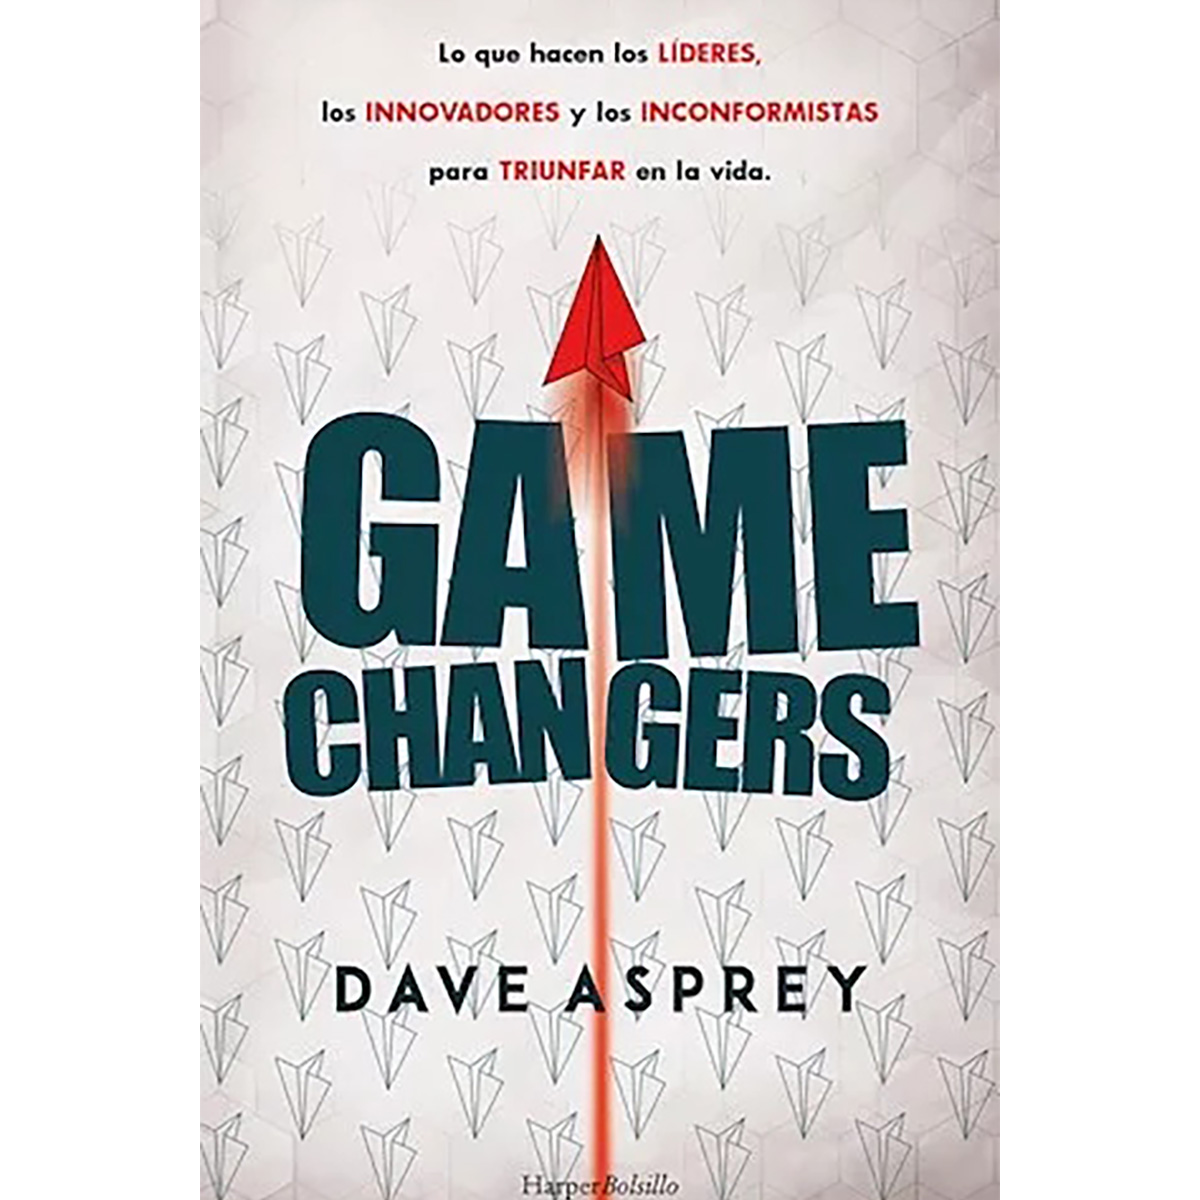 Lo que hacen los LÍDERES,
los INNOVADORES y los INCONFORMISTAS
para TRIUNFAR en la vida.
GAME
CHANGERS
DAVE ASPREY
HarperBolsillo